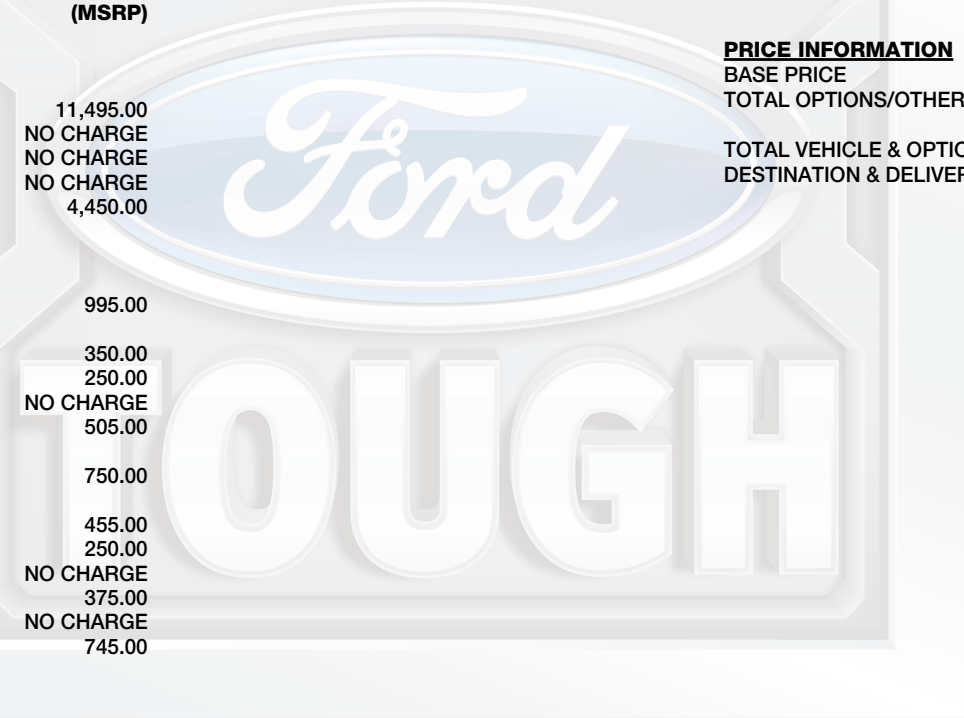 (MSRP)
11,495.00
NO CHARGE
NO CHARGE
NO CHARGE
4,450.00
995.00
350.00
250.00
NO CHARGE
505.00
750.00
455.00
250.00
NO CHARGE
375.00
NO CHARGE
745.00
PRICE INFORMATION
BASE PRICE
TOTAL OPTIONS/OTHER
TOTAL VEHICLE & OPTIO
DESTINATION & DELIVER
Ford
TOUGH